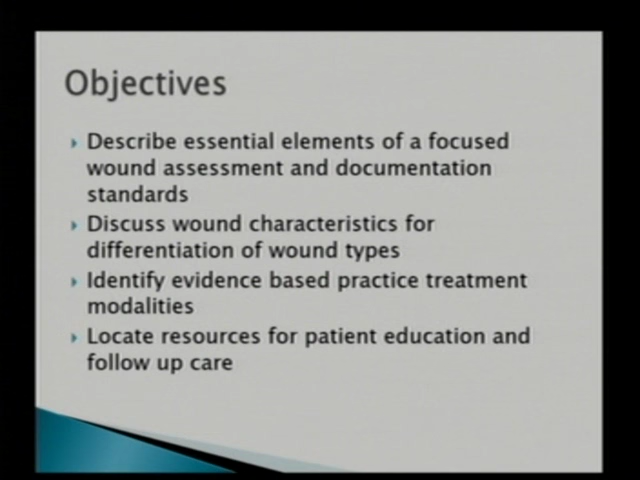 Objectives
Describe essential elements of a focused
wound assessment and documentation
standards
Discuss wound characteristics for
differentiation of wound types
Identify evidence based practice treatment
modalities
Locate resources for patient education and
follow up care